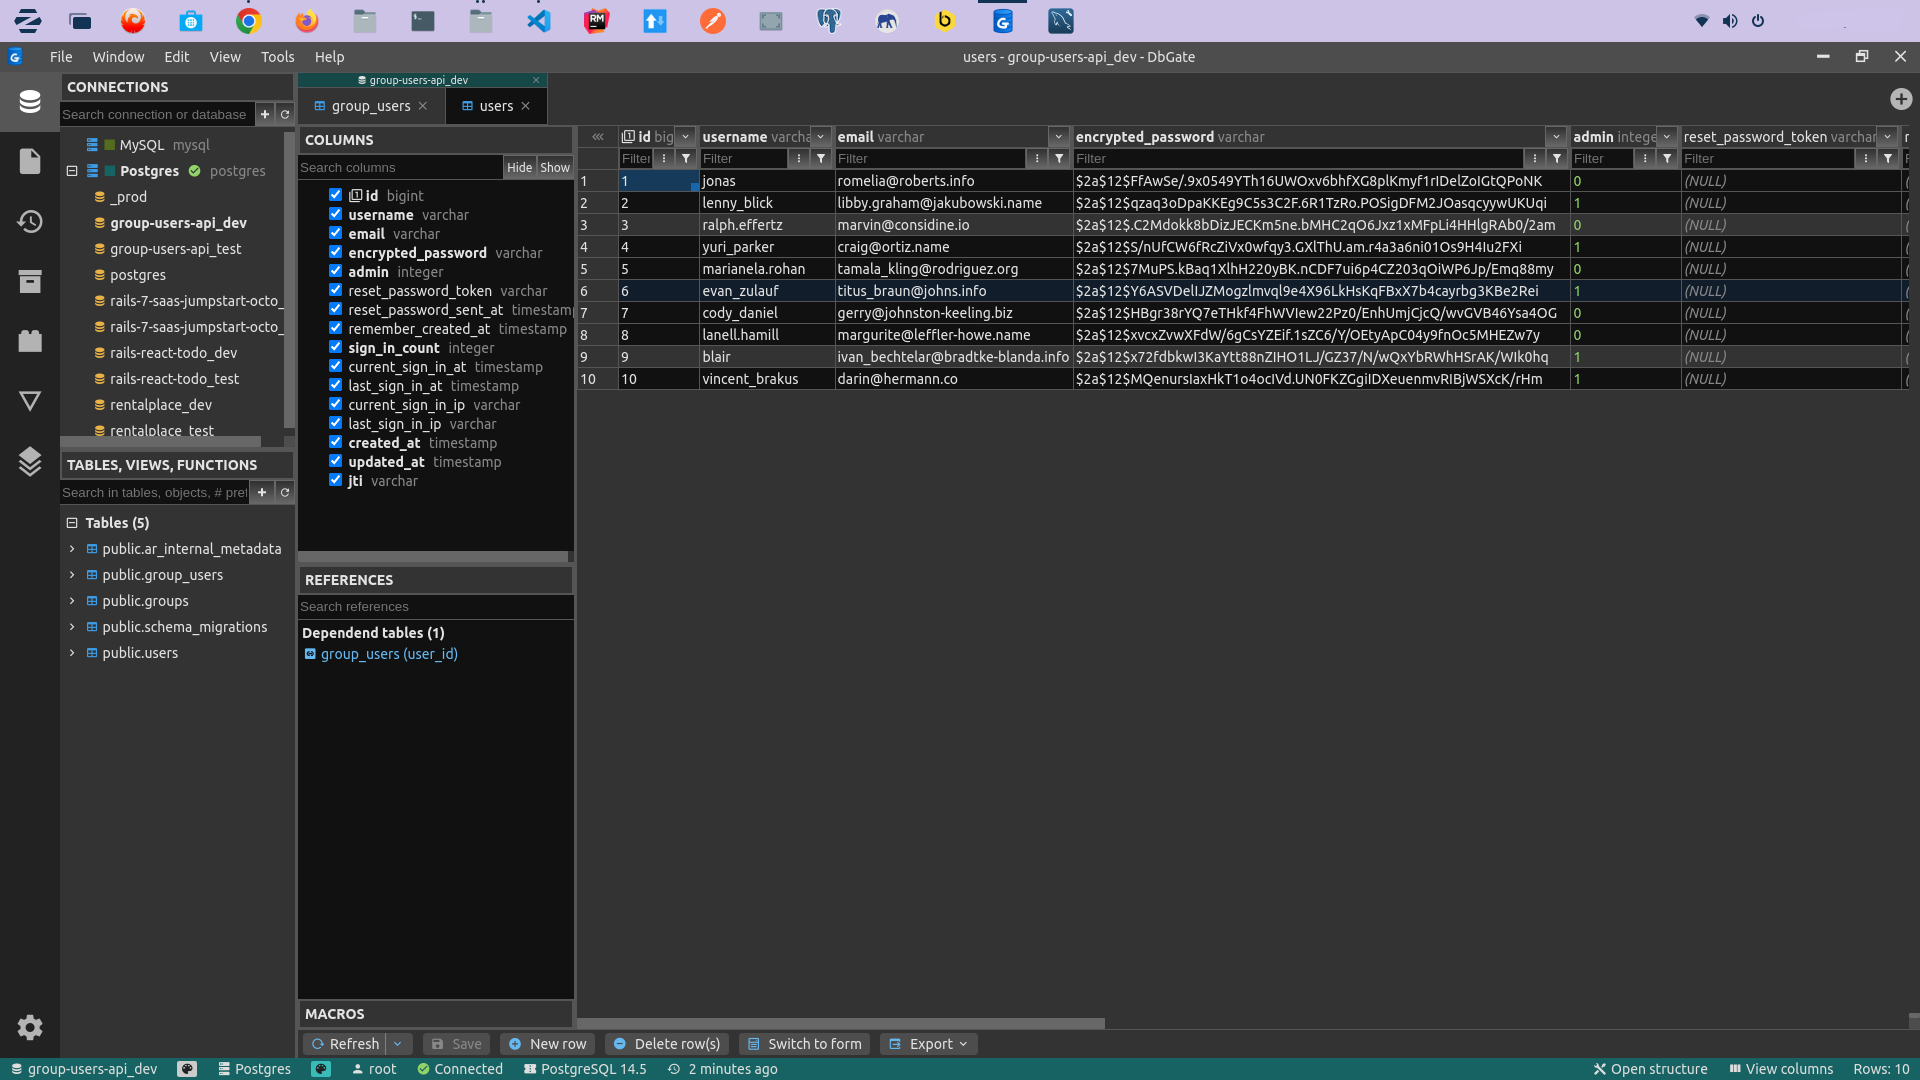 File Window Edit View Tools Help
users - group-users-api_dev - DbGate
CONNECTIONS
Search connection or database
MySQL mysql
Postgres postgres
_prod
group-users-api_dev
group-users-api_test
postgres
rails-7-saas-jumpstart-octo_
rails-7-saas-jumpstart-octo_
rails-react-todo_dev
rails-react-todo_test
rentalplace_dev
rentalplace_test
TABLES, VIEWS, FUNCTIONS
Search in tables, objects, # pref
Tables (5)
public.ar_internal_metadata
public.group_users
public.groups
public.schema_migrations
public.users
group-users-api_dev
group_users
users
COLUMNS
Search columns Hide Show
id bigint
username varchar
email varchar
encrypted_password varchar
admin integer
reset_password_token varchar
reset_password_sent_at timestamp
remember_created_at timestamp
sign_in_count integer
current_sign_in_at timestamp
last_sign_in_at timestamp
current_sign_in_ip varchar
last_sign_in_ip varchar
created_at timestamp
updated_at timestamp
jti varchar
REFERENCES
Search references
Dependend tables (1)
group_users (user_id)
MACROS
id big username varcha email varchar encrypted_password varchar admin intege reset_password_token varchar
Filter Filter Filter Filter Filter Filter
1 1 jonas romelia@roberts.info $2a$12$FfAwSe/.9x0549YTh16UWOxv6bhfXG8plKmyf1rIDelZoIGtQPoNK 0 (NULL)
2 2 lenny_blick libby.graham@jakubowski.name $2a$12$qzaq3oDpaKKEg9C5s3C2F.6R1TzRo.POSigDFM2JOasqcyywUKUqi 1 (NULL)
3 3 ralph.effertz marvin@considine.io $2a$12$.C2Mdokk8bDizJECKm5ne.bMHC2qO6Jxz1xMFpLi4HHlgRAb0/2am 0 (NULL)
4 4 yuri_parker craig@ortiz.name $2a$12$S/nUfCW6fRcZiVx0wfqy3.GXlThU.am.r4a3a6ni01Os9H4Iu2FXi 1 (NULL)
5 5 marianela.rohan tamala_kling@rodriguez.org $2a$12$7MuPS.kBaq1XlhH220yBK.nCDF7ui6p4CZ203qOiWP6Jp/Emq88my 0 (NULL)
6 6 evan_zulauf titus_braun@johns.info $2a$12$Y6ASVDelIJZMogzlmvql9e4X96LkHsKqFBxX7b4cayrbg3KBe2Rei 1 (NULL)
7 7 cody_daniel gerry@johnston-keeling.biz $2a$12$HBgr38rYQ7eTHkf4FhWVIew22Pz0/EnhUmjCjcQ/wvGVB46Ysa4OG 0 (NULL)
8 8 lanell.hamill margurite@leffler-howe.name $2a$12$xvcxZvwXFdW/6gCsYZEif.1sZC6/Y/OEtyApC04y9fnOc5MHEZw7y 0 (NULL)
9 9 blair ivan_bechtelar@bradtke-blanda.info $2a$12$x72fdbkwI3KaYtt88nZIHO1LJ/GZ37/N/wQxYbRWhHSrAK/WIk0hq 1 (NULL)
10 10 vincent_brakus darin@hermann.co $2a$12$MQenursIaxHkT1o4ocIVd.UN0FKZGgiIDXeuenmvRIBjWSXcK/rHm 1 (NULL)
Refresh Save New row Delete row(s) Switch to form Export
group-users-api_dev Postgres root Connected PostgreSQL 14.5 2 minutes ago Open structure View columns Rows: 10